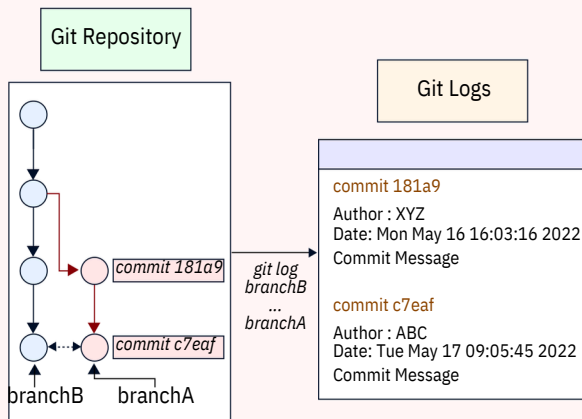 Git Repository
Git Logs
commit 181a9
commit c7eaf
branchB
branchA
git log
branchB
...
branchA
commit 181a9
Author : XYZ
Date: Mon May 16 16:03:16 2022
Commit Message
commit c7eaf
Author : ABC
Date: Tue May 17 09:05:45 2022
Commit Message